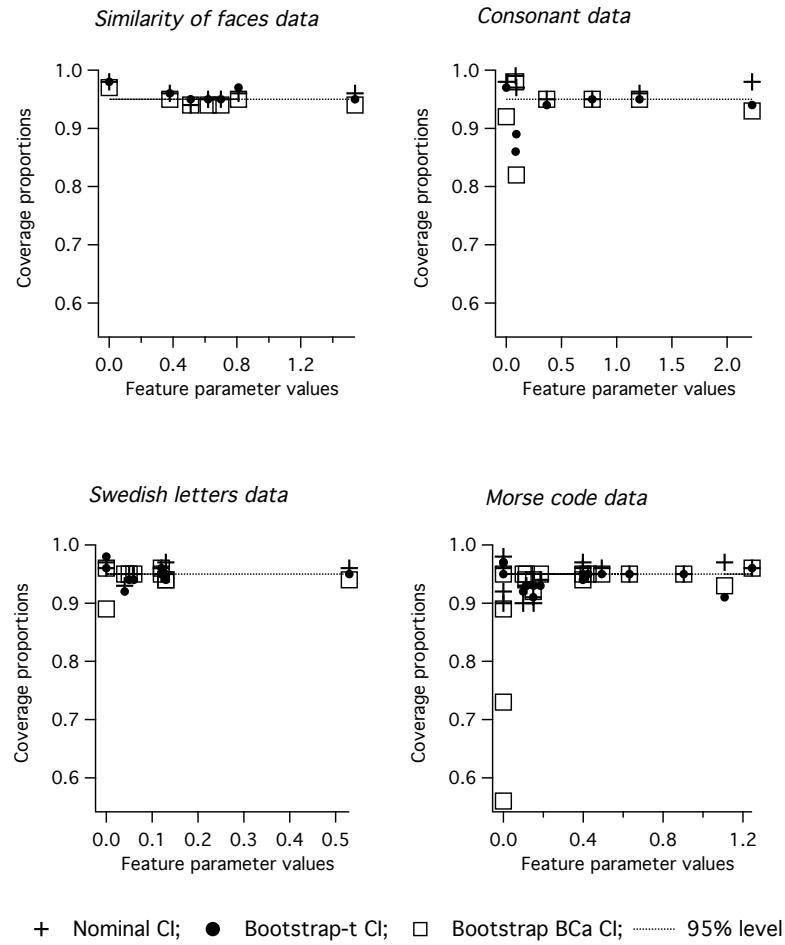 Similarity of faces data
Consonant data
1.0
0.9
0.8
0.7
0.6
Coverage proportions
0.0 0.4 0.8 1.2
Feature parameter values
1.0
0.9
0.8
0.7
0.6
Coverage proportions
0.0 0.5 1.0 1.5 2.0
Feature parameter values
Swedish letters data
Morse code data
1.0
0.9
0.8
0.7
0.6
Coverage proportions
0.0 0.1 0.2 0.3 0.4 0.5
Feature parameter values
1.0
0.9
0.8
0.7
0.6
Coverage proportions
0.0 0.4 0.8 1.2
Feature parameter values
Nominal CI; Bootstrap-t CI; Bootstrap BCa CI; 95% level